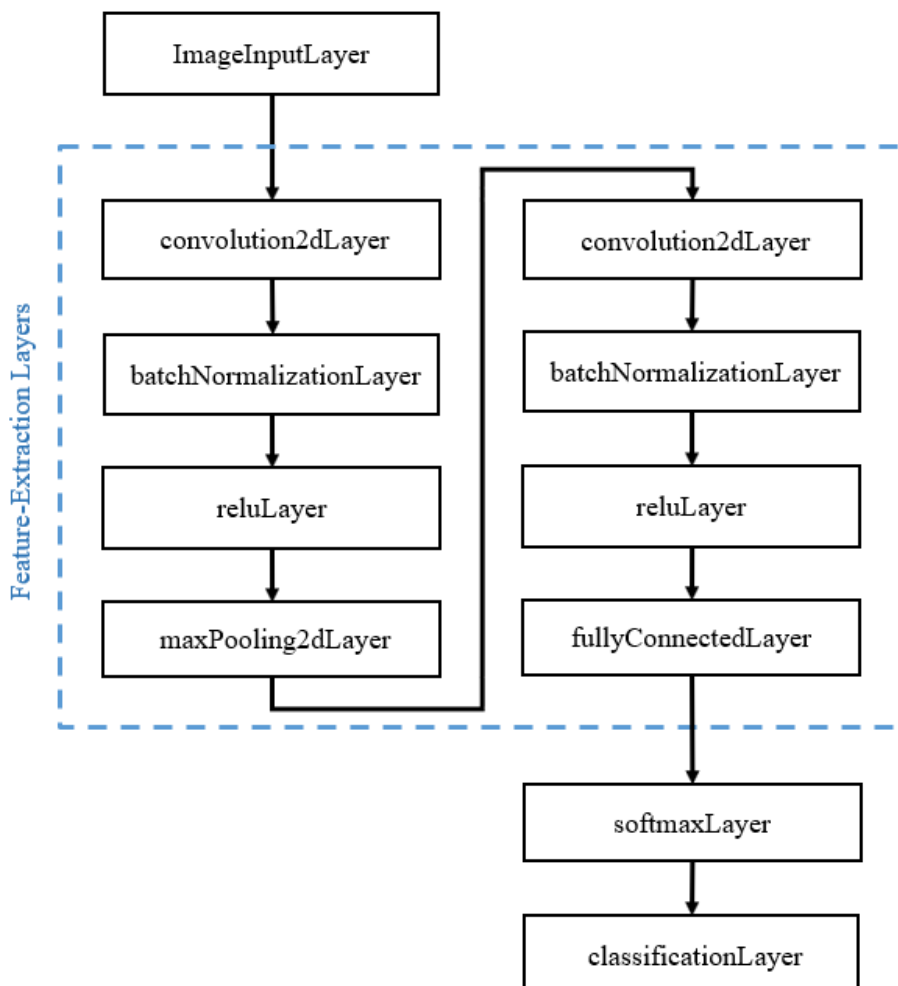 ImageInputLayer
Feature-Extraction Layers
convolution2dLayer
batchNormalizationLayer
reluLayer
maxPooling2dLayer
convolution2dLayer
batchNormalizationLayer
reluLayer
fullyConnectedLayer
softmaxLayer
classificationLayer